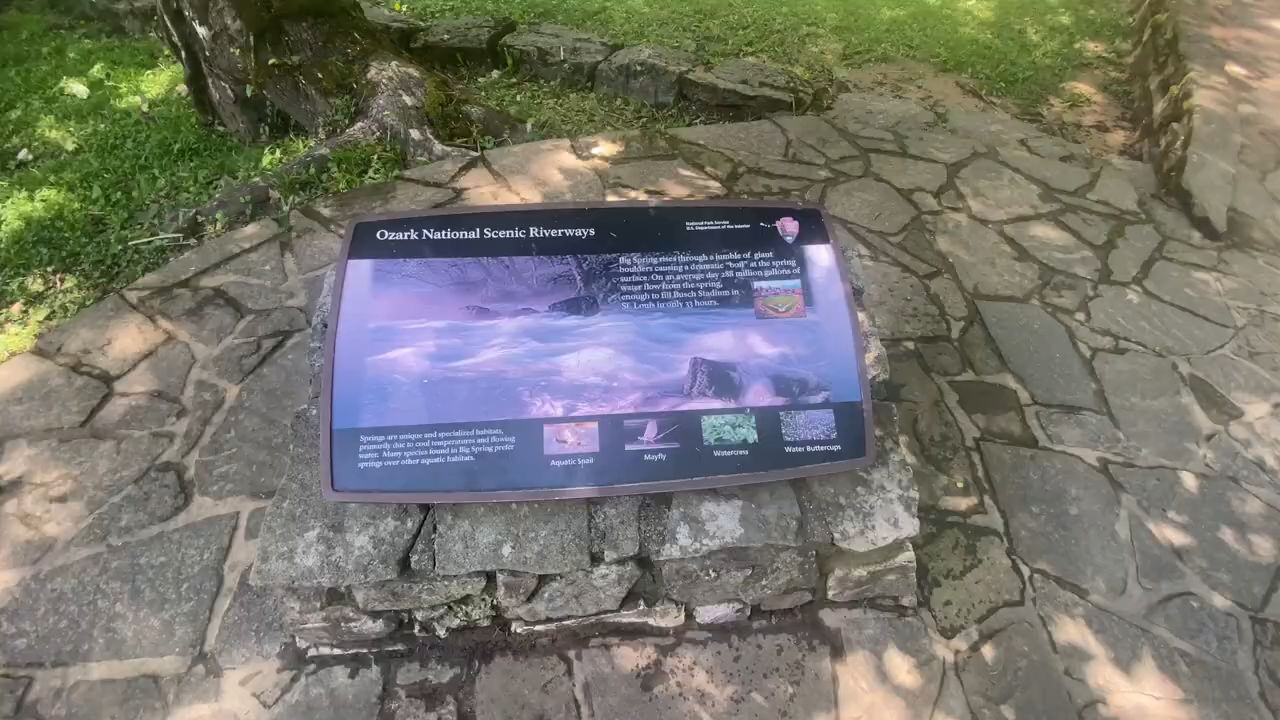 Ozark National Scenic Riverways
National Park Service
U.S. Department of the Interior
Big Spring rises through a jumble of giant
boulders causing a dramatic "boil" at the spring
surface. On an average day 288 million gallons of
water flow from the spring,
enough to fill Busch Stadium in
St. Louis in only 33 hours.
Springs are unique and specialized habitats,
primarily due to cool temperatures and flowing
water. Many species found in Big Spring prefer
springs over other aquatic habitats.
Aquatic Snail
Mayfly
Watercress
Water Buttercups